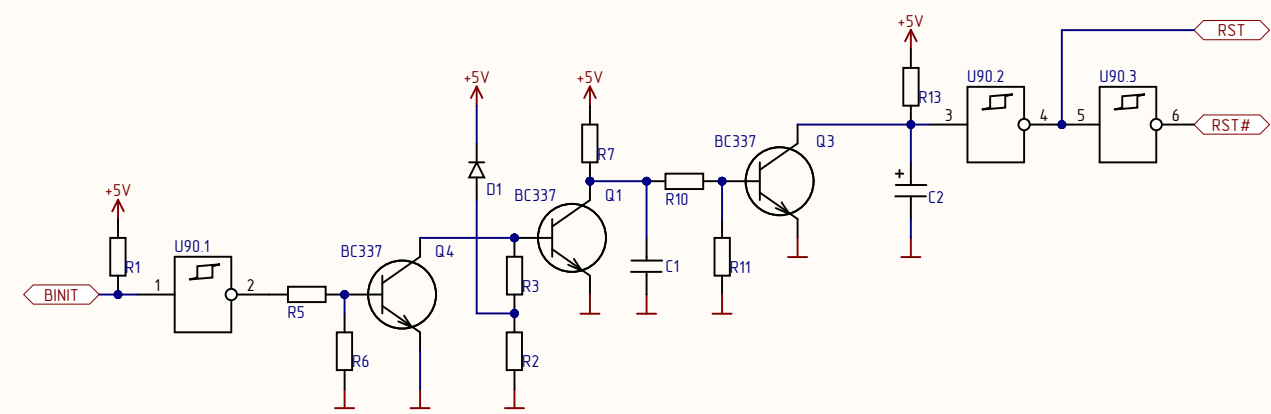 +5V
RST
U90.2
U90.3
+5V
+5V
R13
3
4
5
6
RST#
BC337
Q3
R7
D1
+5V
BC337
Q1
R10
C2
+
U90.1
BC337
Q4
R1
R3
C1
R11
BINIT
1
2
R5
R6
R2